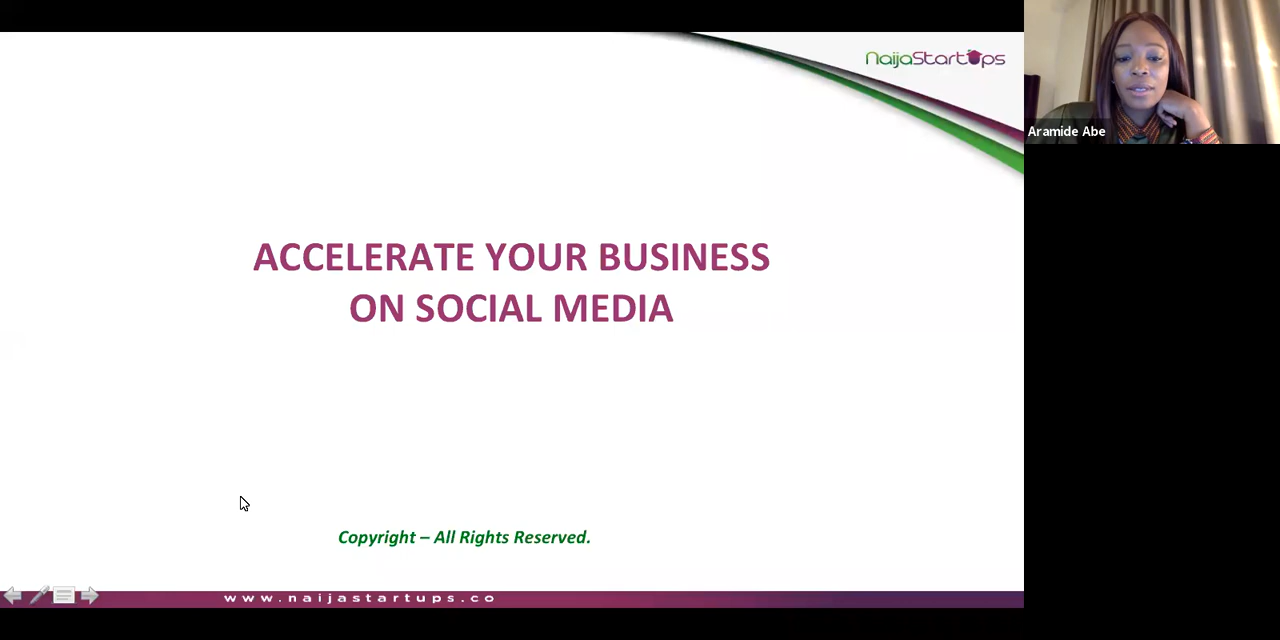 NaijaStartUps
Aramide Abe
ACCELERATE YOUR BUSINESS
ON SOCIAL MEDIA
Copyright – All Rights Reserved.
www.naijastartups.co